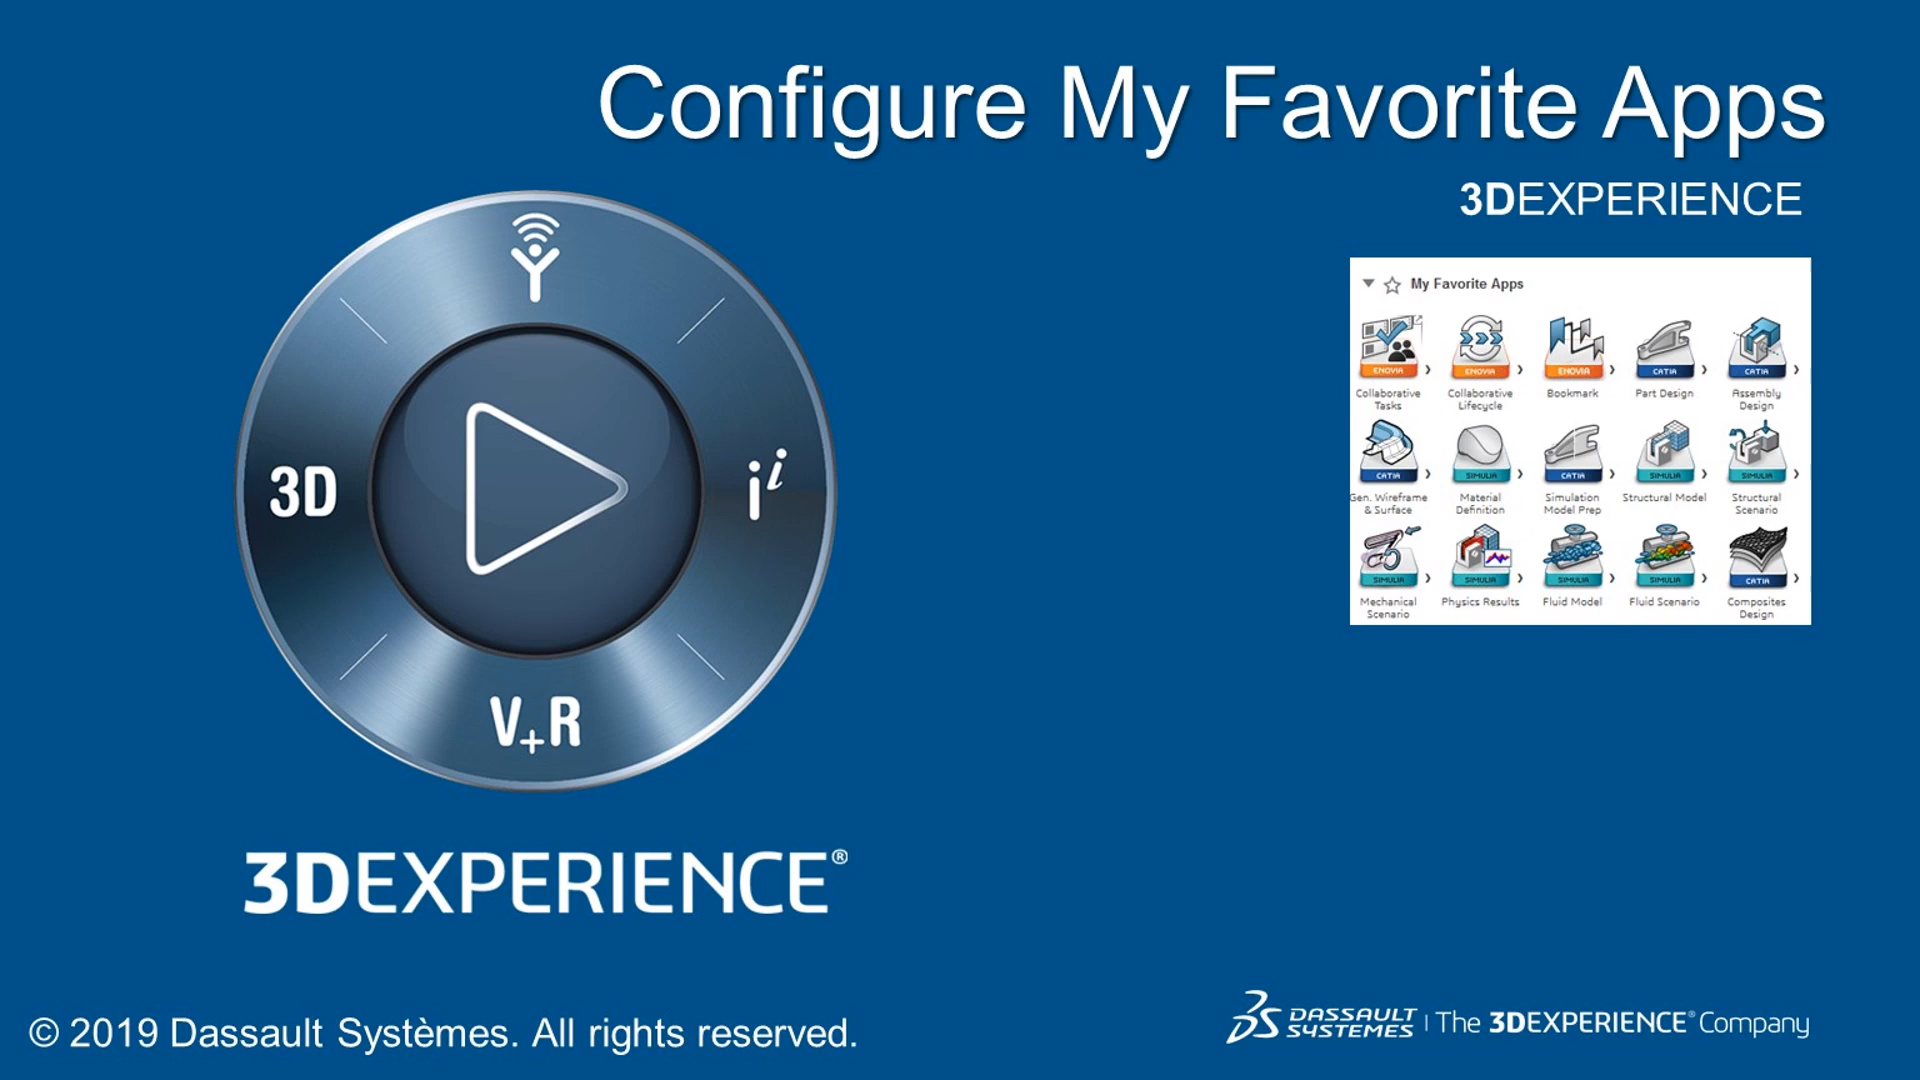 Configure My Favorite Apps
3DEXPERIENCE
My Favorite Apps
ENOVIA ENOVIA ENOVIA CATIA CATIA
Collaborative Tasks
Collaborative Lifecycle
Bookmark
Part Design
Assembly Design
CATIA SIMULIA CATIA SIMULIA SIMULIA
Gen. Wireframe & Surface
Material Definition
Simulation Model Prep
Structural Model
Structural Scenario
SIMULIA SIMULIA SIMULIA SIMULIA CATIA
Mechanical Scenario
Physics Results
Fluid Model
Fluid Scenario
Composites Design
3D
i i
V+R
3DEXPERIENCE®
© 2019 Dassault Systèmes. All rights reserved.
DASSAULT SYSTEMES | The 3DEXPERIENCE® Company